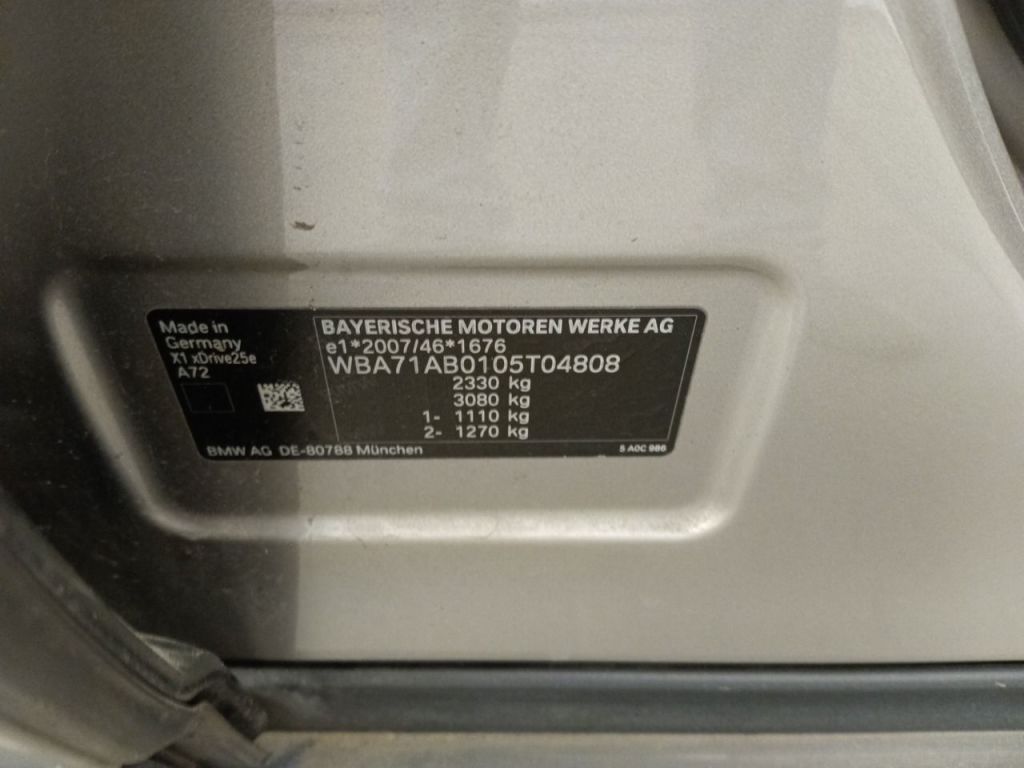 Made in
Germany
X1 xDrive25e
A72
BAYERISCHE MOTOREN WERKE AG
e1*2007/46*1676
WBA71AB0105T04808
2330 kg
3080 kg
1- 1110 kg
2- 1270 kg
BMW AG DE-80788 München
5 A0C 986